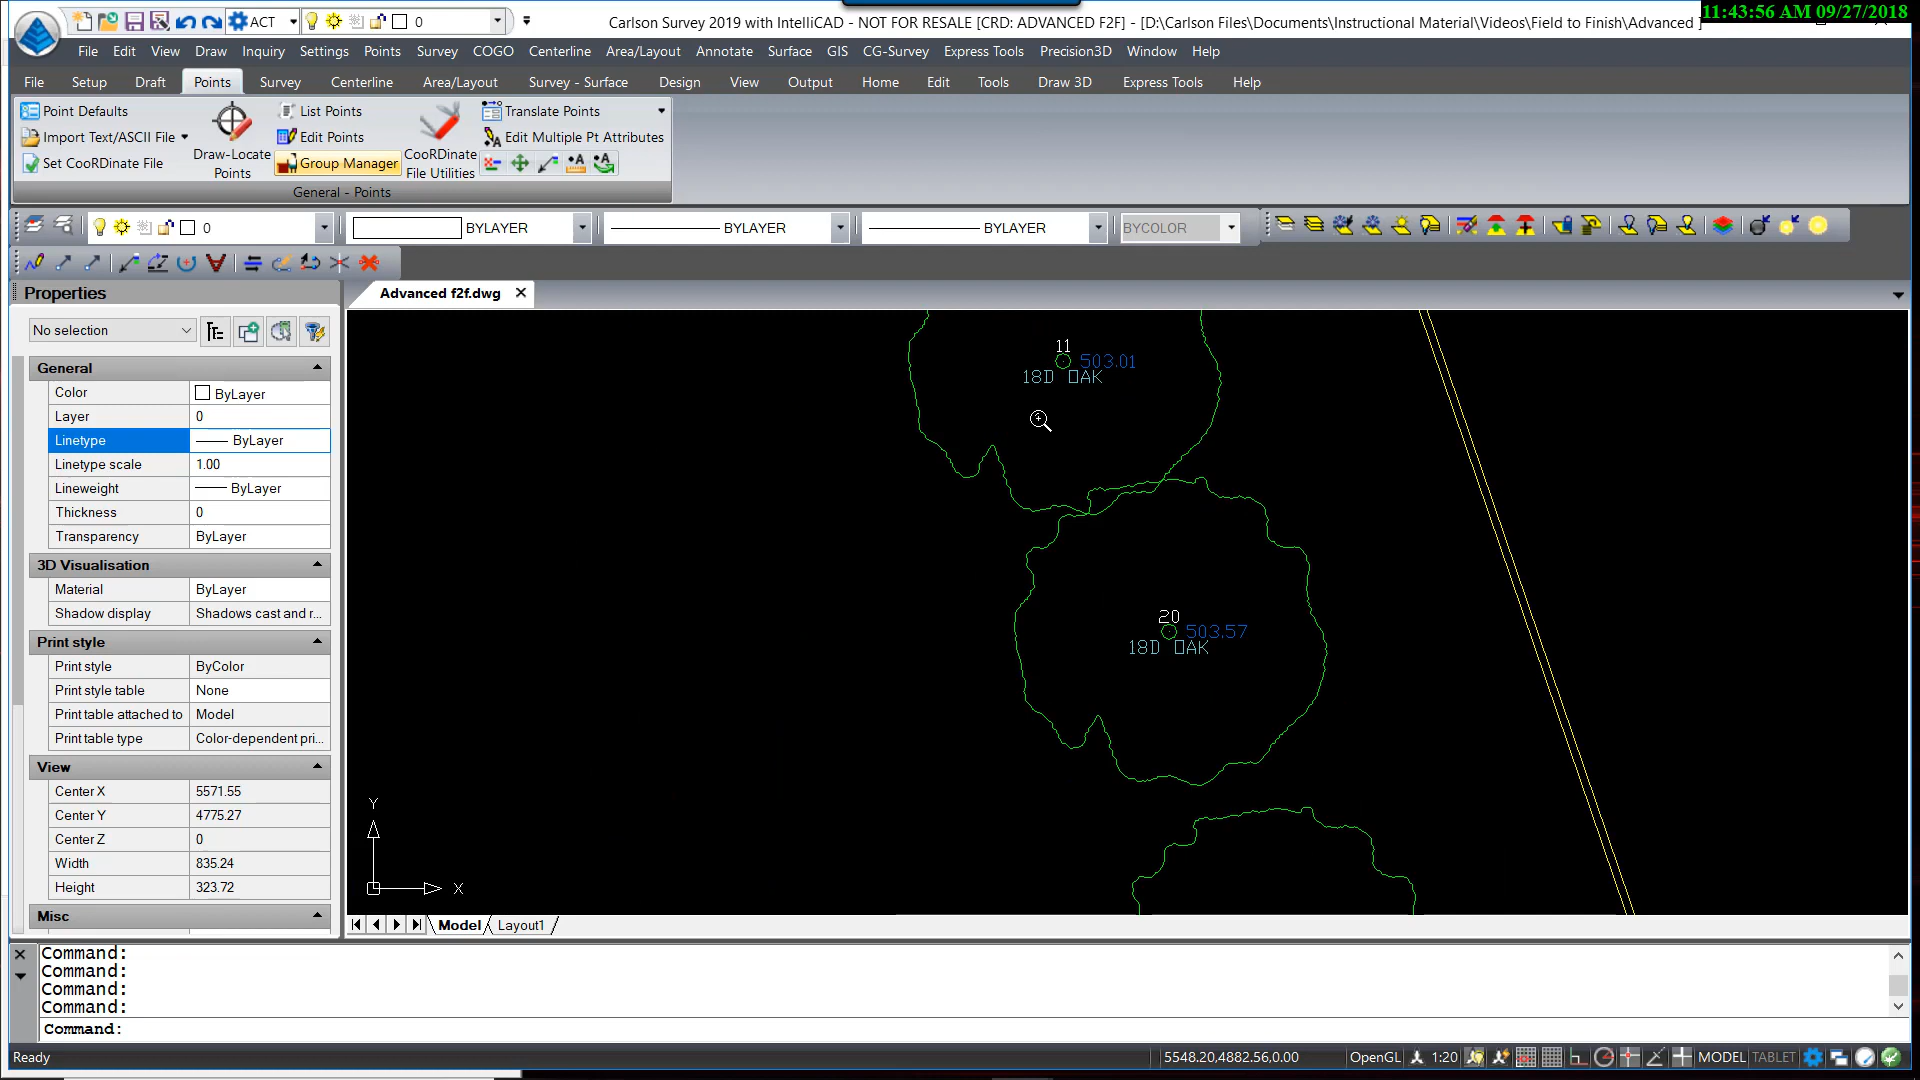 ACT
0
Carlson Survey 2019 with IntelliCAD - NOT FOR RESALE [CRD: ADVANCED F2F] - [D:\Carlson Files\Documents\Instructional Material\Videos\Field to Finish\Advanced
11:43:56 AM 09/27/2018
File Edit View Draw Inquiry Settings Points Survey COGO Centerline Area/Layout Annotate Surface GIS CG-Survey Express Tools Precision3D Window Help
File Setup Draft Points Survey Centerline Area/Layout Survey - Surface Design View Output Home Edit Tools Draw 3D Express Tools Help
Point Defaults
Import Text/ASCII File
Set CooRDinate File
Draw-Locate
Points
List Points
Edit Points
Group Manager
CooRDinate
File Utilities
Translate Points
Edit Multiple Pt Attributes
General - Points
0 BYLAYER BYLAYER BYLAYER BYCOLOR
Properties
Advanced f2f.dwg
No selection
General
Color ByLayer
Layer 0
Linetype ByLayer
Linetype scale 1.00
Lineweight ByLayer
Thickness 0
Transparency ByLayer
3D Visualisation
Material ByLayer
Shadow display Shadows cast and r...
Print style
Print style ByColor
Print style table None
Print table attached to Model
Print table type Color-dependent pri...
View
Center X 5571.55
Center Y 4775.27
Center Z 0
Width 835.24
Height 323.72
Misc
11
503.01
18D OAK
20
503.57
18D OAK
Y
X
Model Layout1
Command:
Command:
Command:
Command:
Command:
Ready
5548.20,4882.56,0.00 OpenGL 1:20 MODEL TABLET